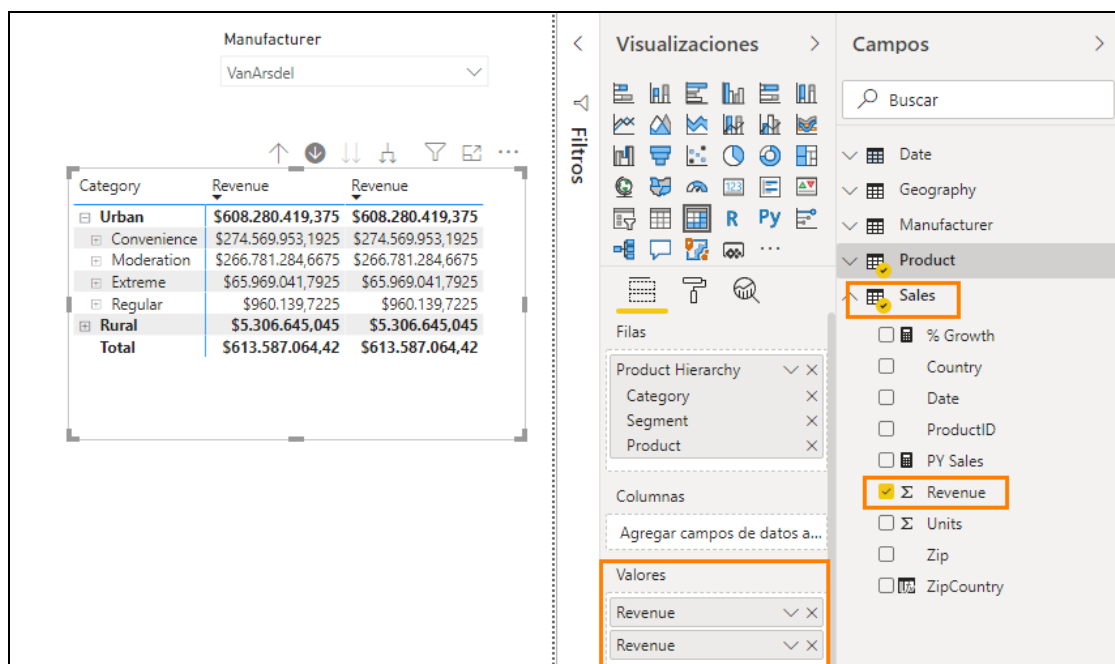 Manufacturer
VanArsdel
Category Revenue Revenue
Urban $608.280.419,375 $608.280.419,375
Convenience $274.569.953,1925 $274.569.953,1925
Moderation $266.781.284,6675 $266.781.284,6675
Extreme $65.969.041,7925 $65.969.041,7925
Regular $960.139,7225 $960.139,7225
Rural $5.306.645,045 $5.306.645,045
Total $613.587.064,42 $613.587.064,42
Filtros
Visualizaciones
123
R Py
Filas
Product Hierarchy
Category
Segment
Product
Columnas
Agregar campos de datos a...
Valores
Revenue
Revenue
Campos
Buscar
Date
Geography
Manufacturer
Product
Sales
% Growth
Country
Date
ProductID
PY Sales
Σ Revenue
Σ Units
Zip
ZipCountry